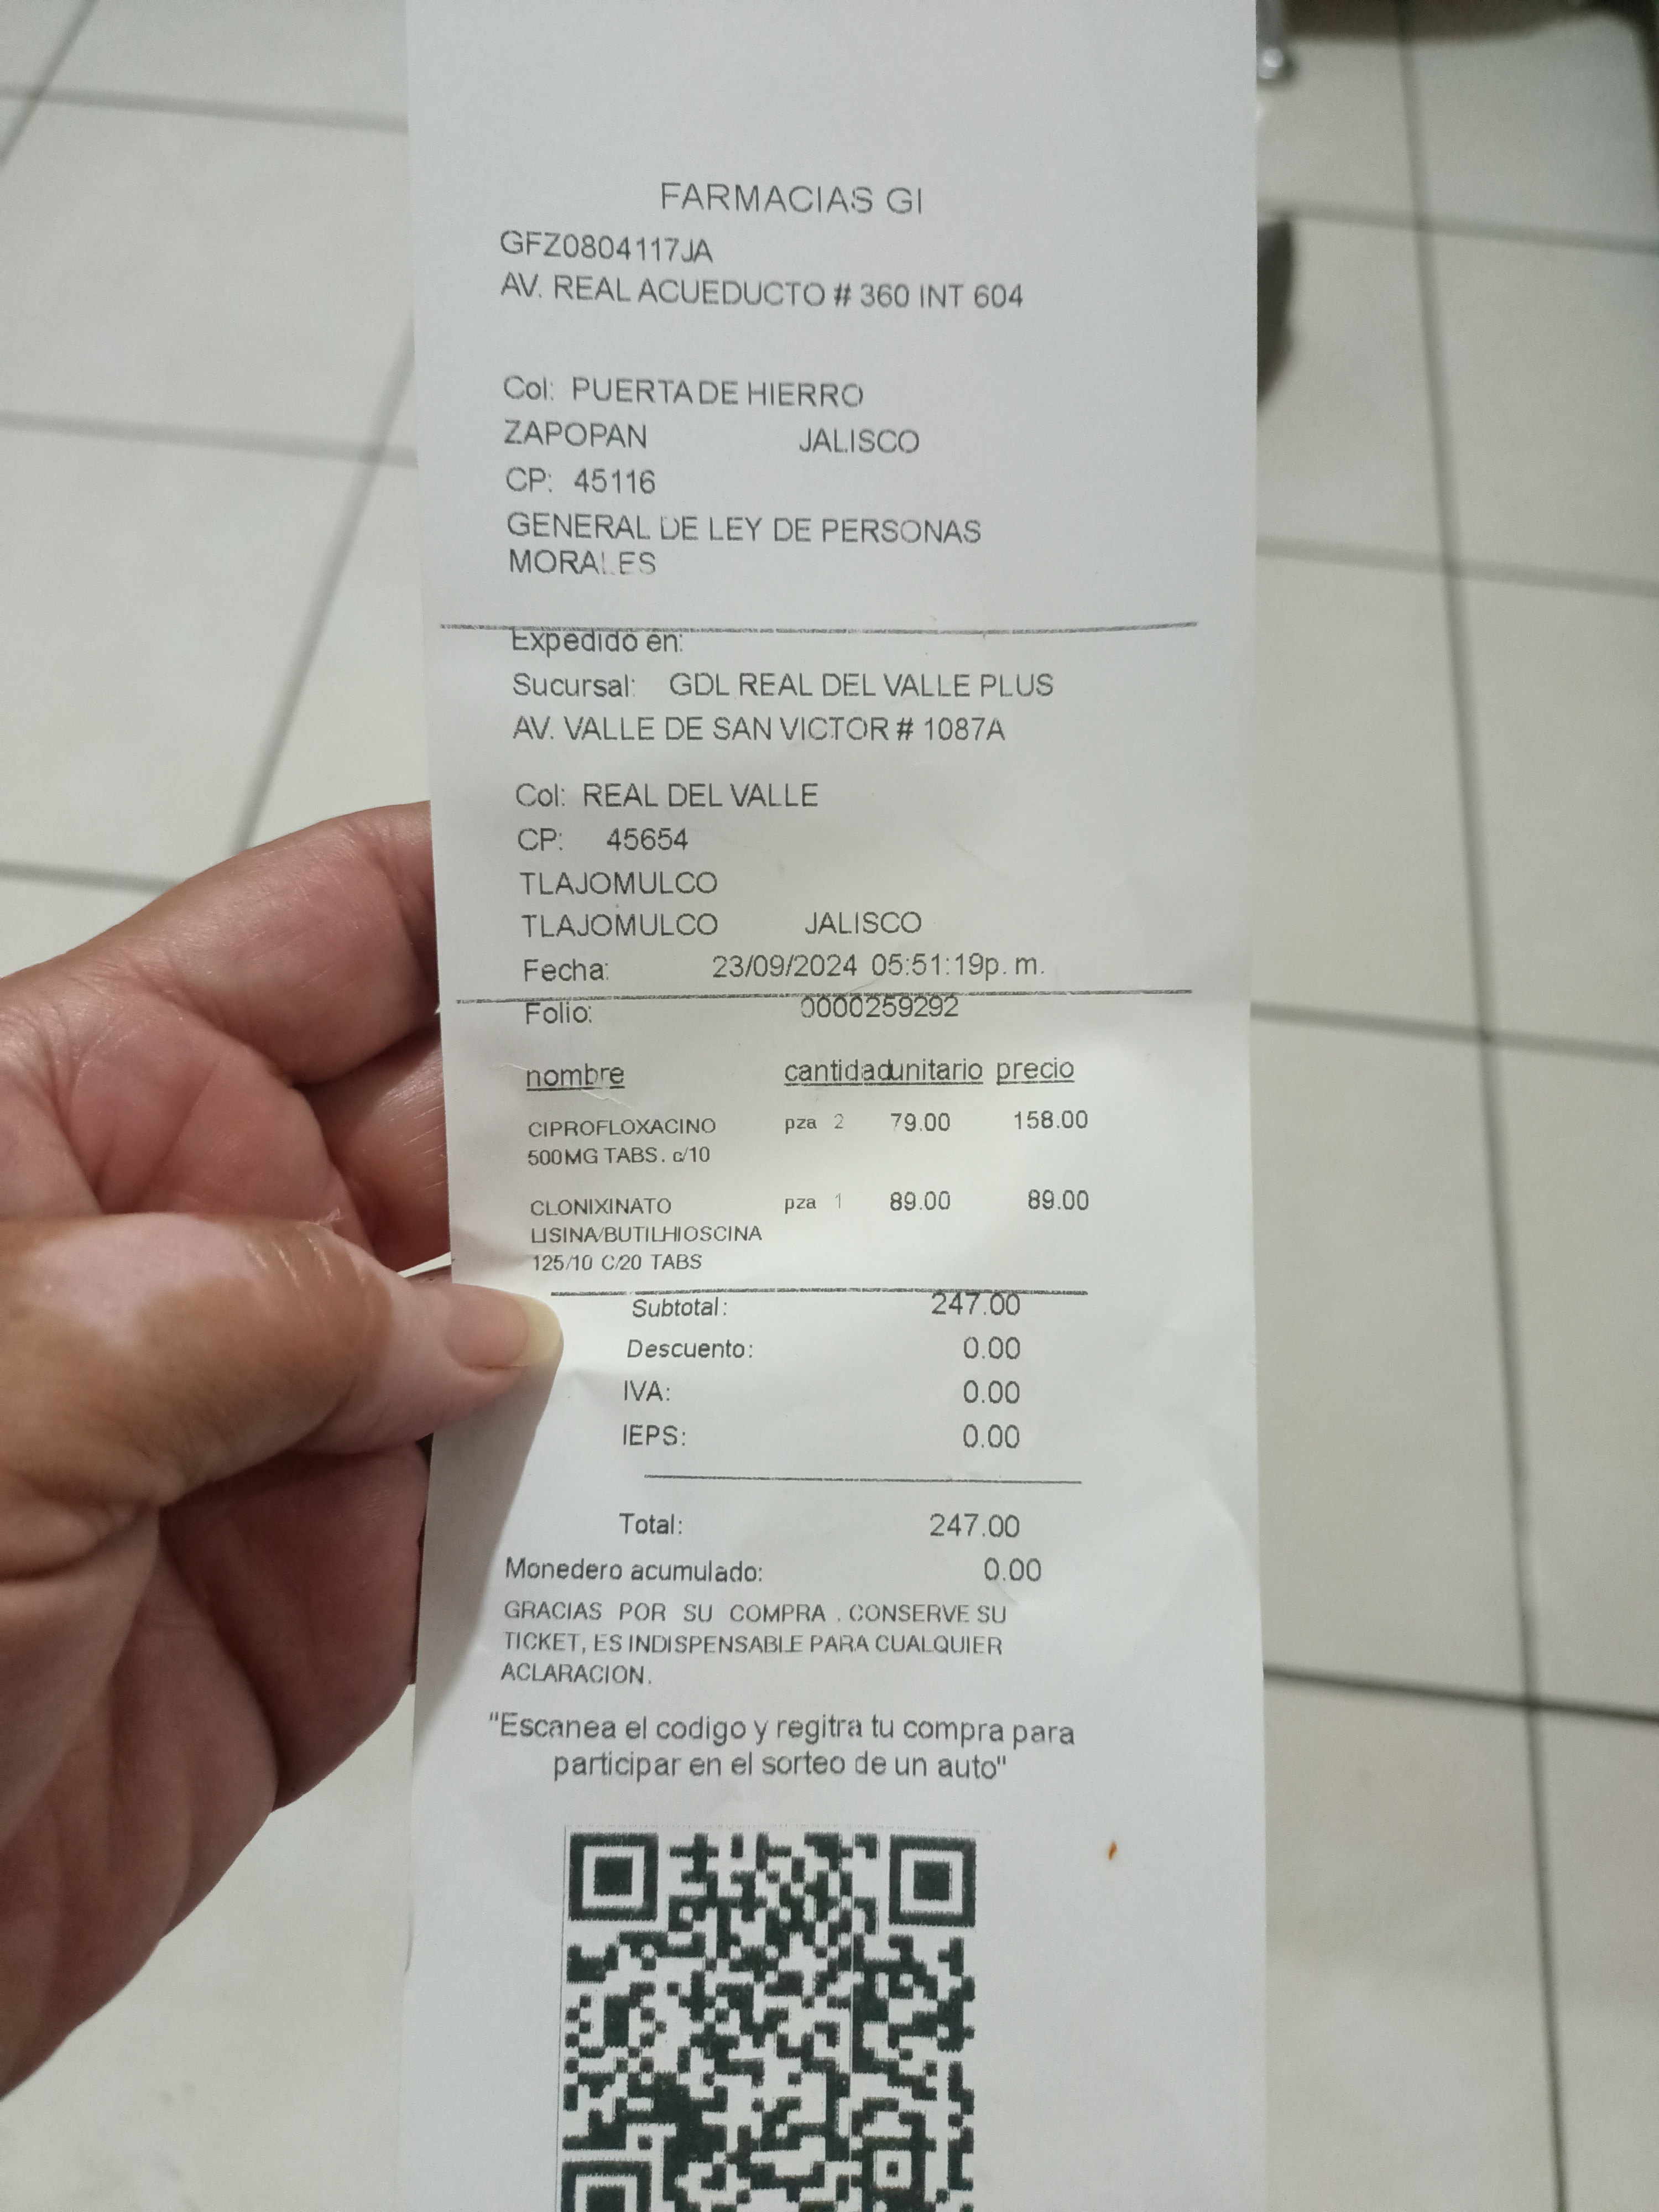 FARMACIAS GI
GFZ0804117JA
AV. REAL ACUEDUCTO # 360 INT 604
Col: PUERTA DE HIERRO
ZAPOPAN JALISCO
CP: 45116
GENERAL DE LEY DE PERSONAS
MORALES
Expedido en:
Sucursal: GDL REAL DEL VALLE PLUS
AV. VALLE DE SAN VICTOR # 1087A
Col: REAL DEL VALLE
CP: 45654
TLAJOMULCO
TLAJOMULCO JALISCO
Fecha: 23/09/2024 05:51:19p. m.
Folio: 0000259292
nombre cantidadunitario precio
CIPROFLOXACINO pza 2 79.00 158.00
500MG TABS. c/10
CLONIXINATO pza 1 89.00 89.00
LISINA/BUTILHIOSCINA
125/10 C/20 TABS
Subtotal: 247.00
Descuento: 0.00
IVA: 0.00
IEPS: 0.00
Total: 247.00
Monedero acumulado: 0.00
GRACIAS POR SU COMPRA . CONSERVE SU
TICKET, ES INDISPENSABLE PARA CUALQUIER
ACLARACION.
"Escanea el codigo y regitra tu compra para
participar en el sorteo de un auto"